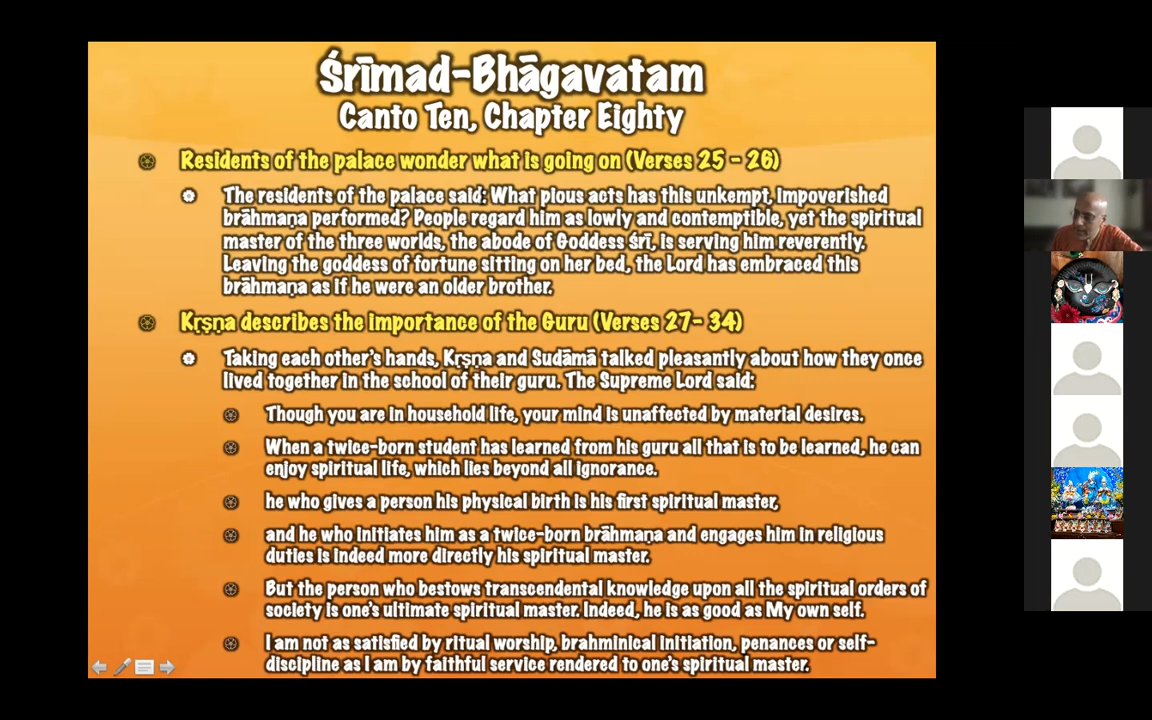 Śrīmad-Bhāgavatam
Canto Ten, Chapter Eighty
Residents of the palace wonder what is going on (Verses 25 - 26)
The residents of the palace said: What pious acts has this unkempt, impoverished
brāhmaṇa performed? People regard him as lowly and contemptible, yet the spiritual
master of the three worlds, the abode of Goddess śrī, is serving him reverently.
Leaving the goddess of fortune sitting on her bed, the Lord has embraced this
brāhmaṇa as if he were an older brother.
Kṛṣṇa describes the importance of the Guru (Verses 27- 34)
Taking each other's hands, Kṛṣṇa and Sudāmā talked pleasantly about how they once
lived together in the school of their guru. The Supreme Lord said:
Though you are in household life, your mind is unaffected by material desires.
When a twice-born student has learned from his guru all that is to be learned, he can
enjoy spiritual life, which lies beyond all ignorance.
he who gives a person his physical birth is his first spiritual master,
and he who initiates him as a twice-born brāhmaṇa and engages him in religious
duties is indeed more directly his spiritual master.
But the person who bestows transcendental knowledge upon all the spiritual orders of
society is one's ultimate spiritual master. Indeed, he is as good as My own self.
I am not as satisfied by ritual worship, brahminical initiation, penances or self-
discipline as I am by faithful service rendered to one's spiritual master.